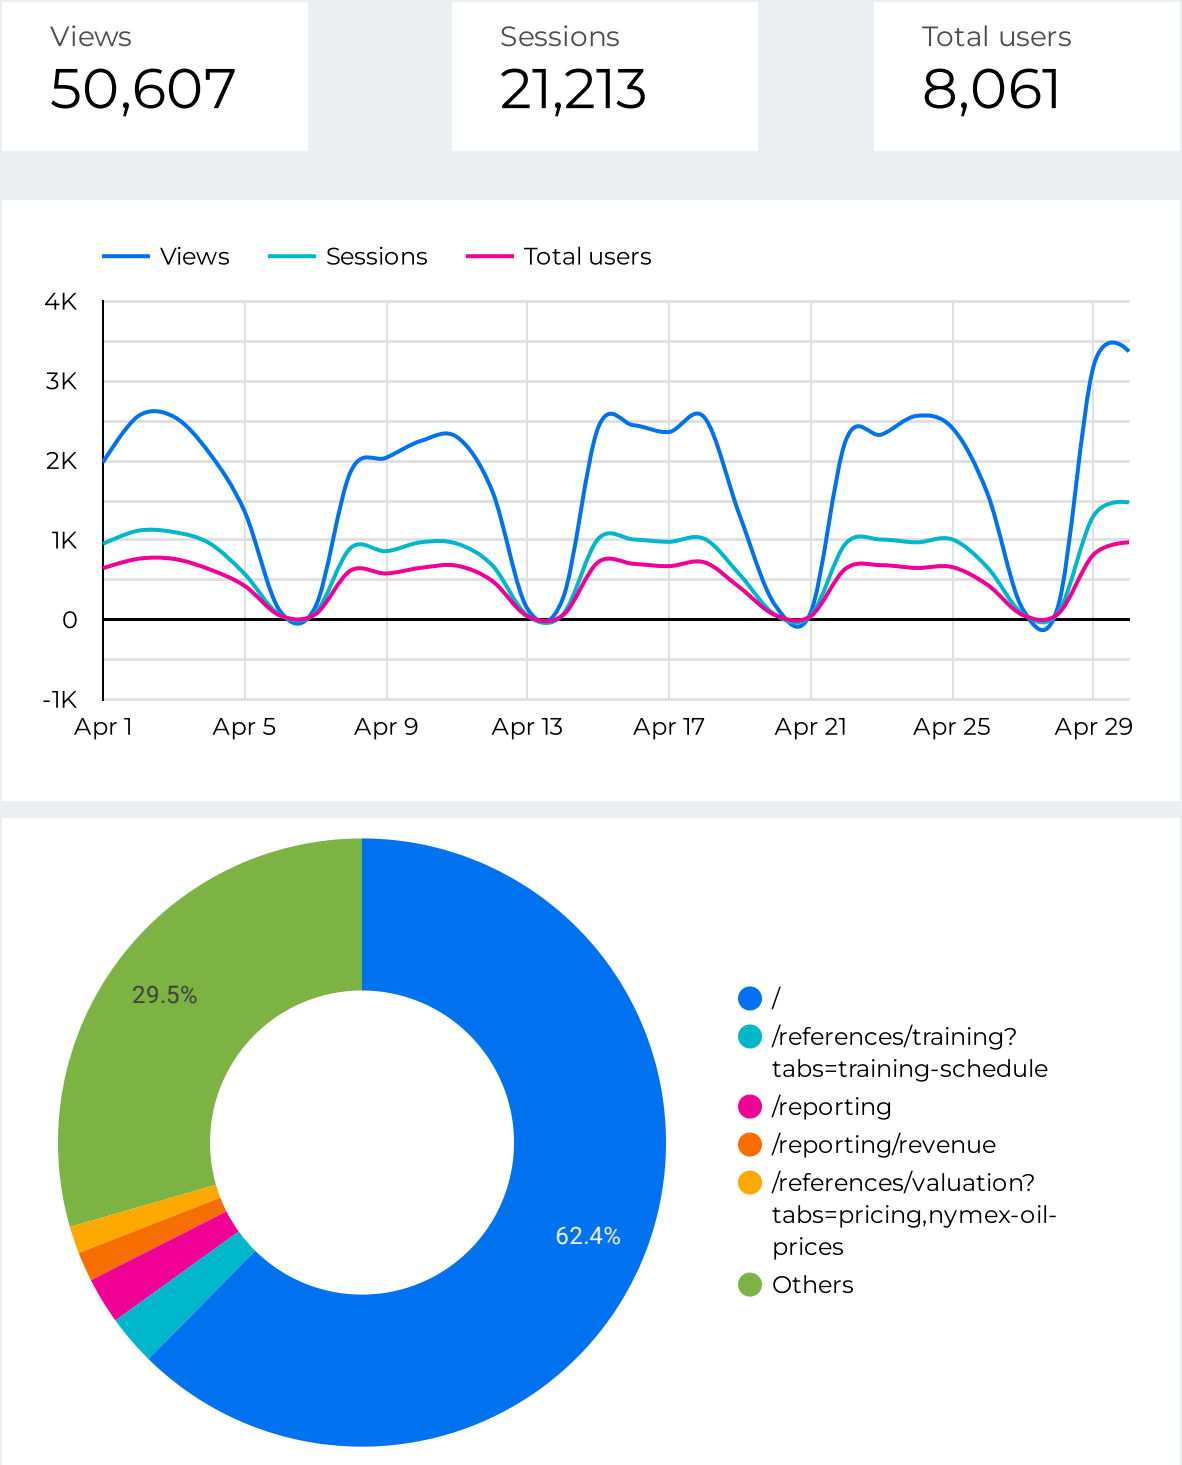 Views
50,607
Sessions
21,213
Total users
8,061
Views
Sessions
Total users
4K
3K
2K
1K
0
-1K
Apr 1
Apr 5
Apr 9
Apr 13
Apr 17
Apr 21
Apr 25
Apr 29
29.5%
62.4%
/
/references/training?
tabs=training-schedule
/reporting
/reporting/revenue
/references/valuation?
tabs=pricing,nymex-oil-
prices
Others